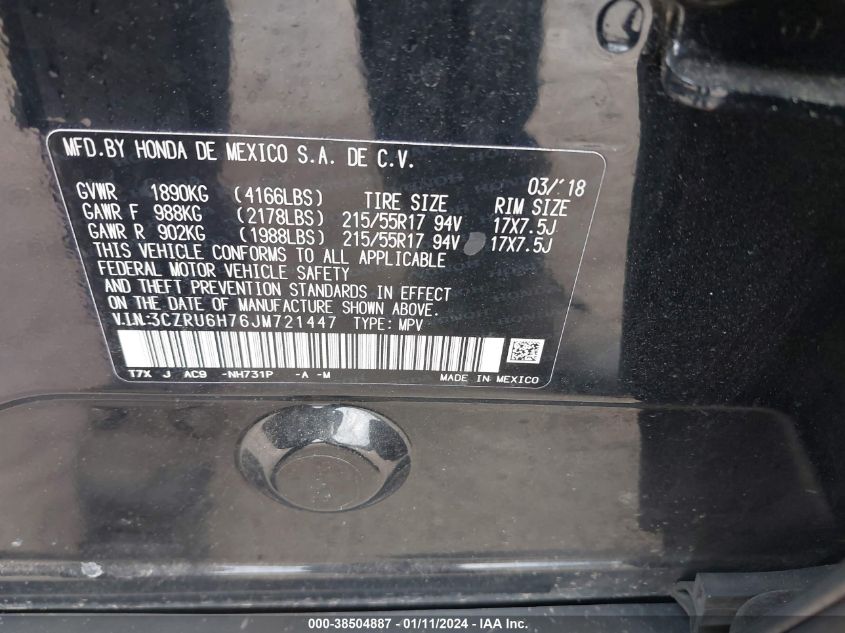 MFD.BY HONDA DE MEXICO S.A. DE C.V.
03/18
GVWR 1890KG (4166LBS) TIRE SIZE RIM SIZE
GAWR F 988KG (2178LBS) 215/55R17 94V 17X7.5J
GAWR R 902KG (1988LBS) 215/55R17 94V 17X7.5J
THIS VEHICLE CONFORMS TO ALL APPLICABLE
FEDERAL MOTOR VEHICLE SAFETY
AND THEFT PREVENTION STANDARDS IN EFFECT
ON THE DATE OF MANUFACTURE SHOWN ABOVE.
V.I.N:3CZRU6H76JM721447 TYPE: MPV
T7X J AC9 -NH731P -A -M MADE IN MEXICO
000-38504887 - 01/11/2024 - © IAA Inc.